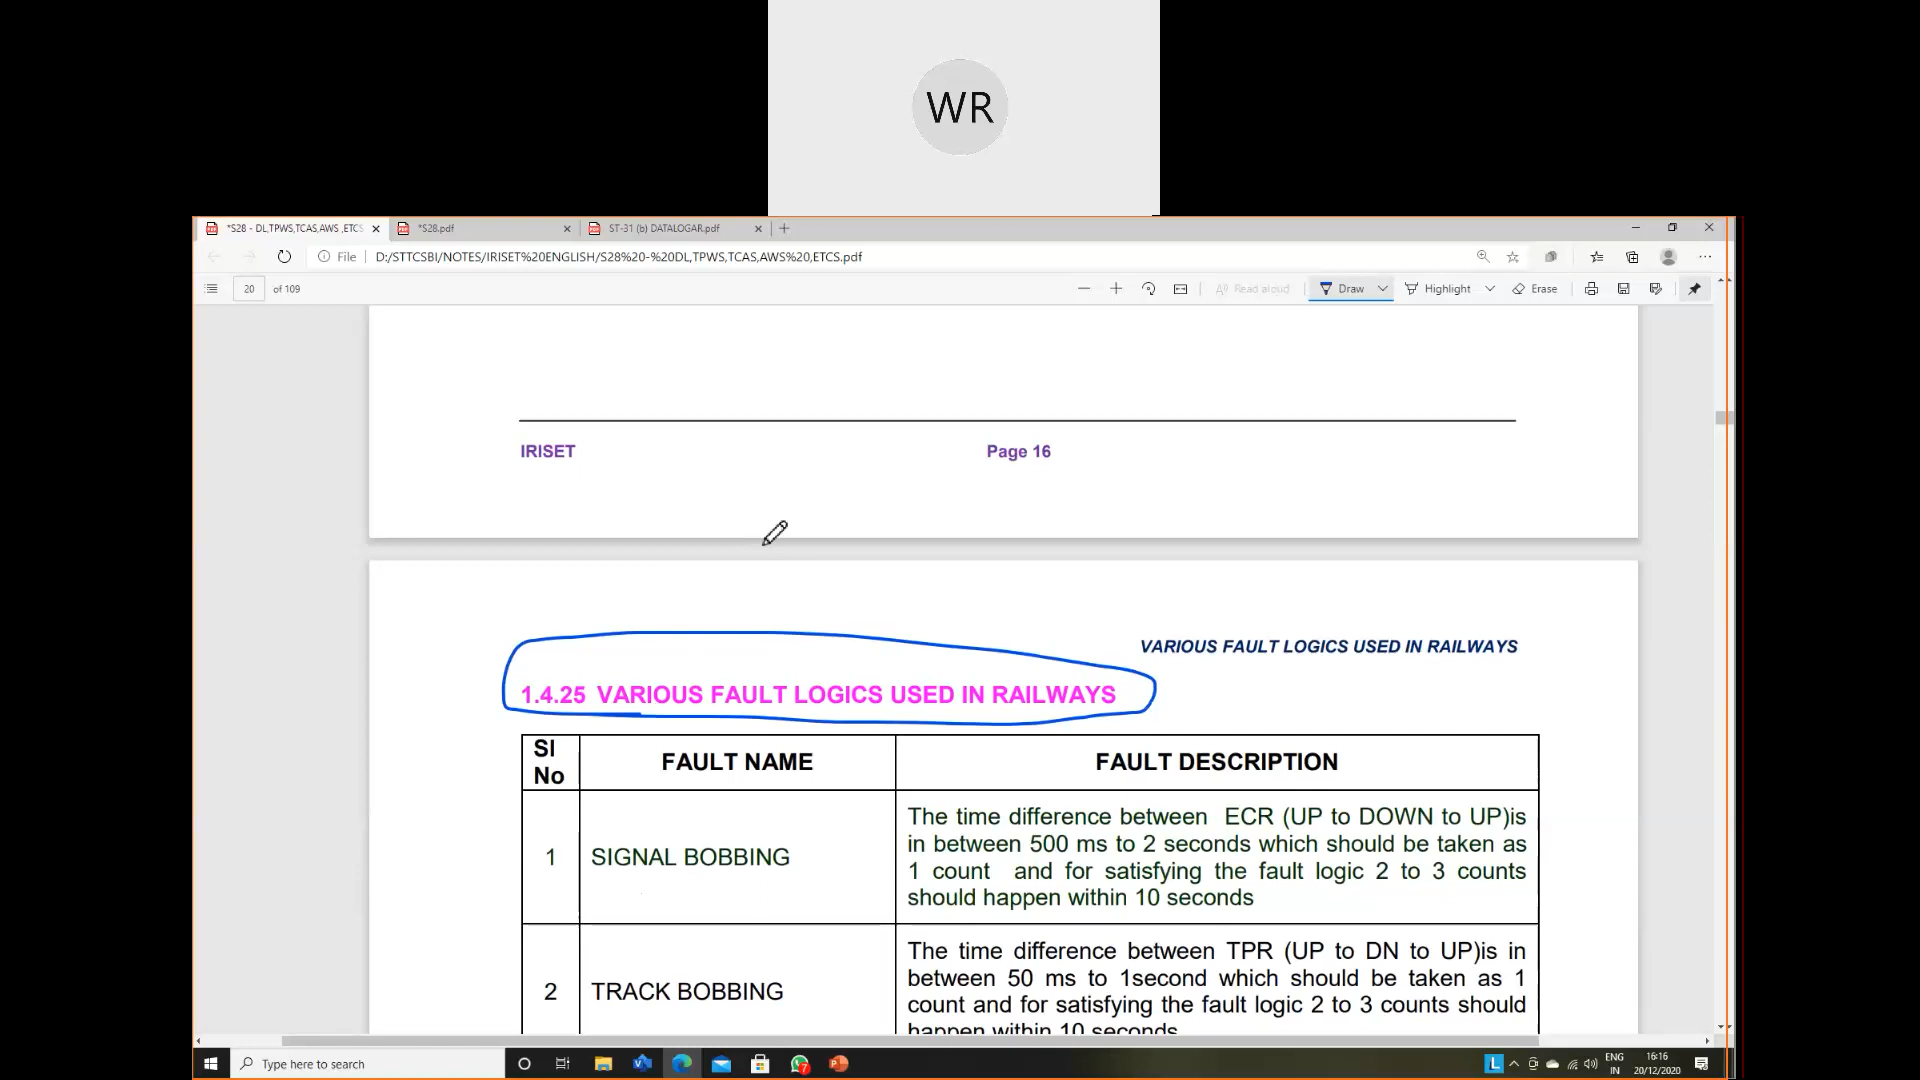 WR
*S28 - DL,TPWS,TCAS,AWS ,ETCS
*S28.pdf
ST-31 (b) DATALOGAR.pdf
File
D:/STTCSBI/NOTES/IRISET%20ENGLISH/S28%20-%20DL,TPWS,TCAS,AWS%20,ETCS.pdf
20 of 109
Read aloud
Draw
Highlight
Erase
IRISET
Page 16
VARIOUS FAULT LOGICS USED IN RAILWAYS
1.4.25 VARIOUS FAULT LOGICS USED IN RAILWAYS
Sl
No
FAULT NAME
FAULT DESCRIPTION
1
SIGNAL BOBBING
The time difference between ECR (UP to DOWN to UP)is
in between 500 ms to 2 seconds which should be taken as
1 count and for satisfying the fault logic 2 to 3 counts
should happen within 10 seconds
2
TRACK BOBBING
The time difference between TPR (UP to DN to UP)is in
between 50 ms to 1second which should be taken as 1
count and for satisfying the fault logic 2 to 3 counts should
happen within 10 seconds
Type here to search
7
L
ENG
IN
16:16
20/12/2020